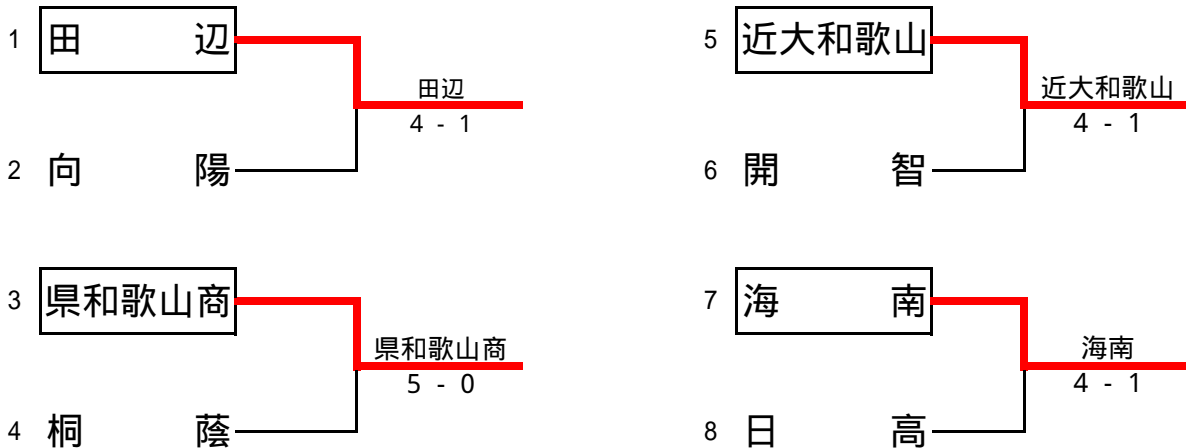 1 田辺
田辺
4 - 1
2 向陽
3 県和歌山商
県和歌山商
5 - 0
4 桐蔭
5 近大和歌山
近大和歌山
4 - 1
6 開智
7 海南
海南
4 - 1
8 日高